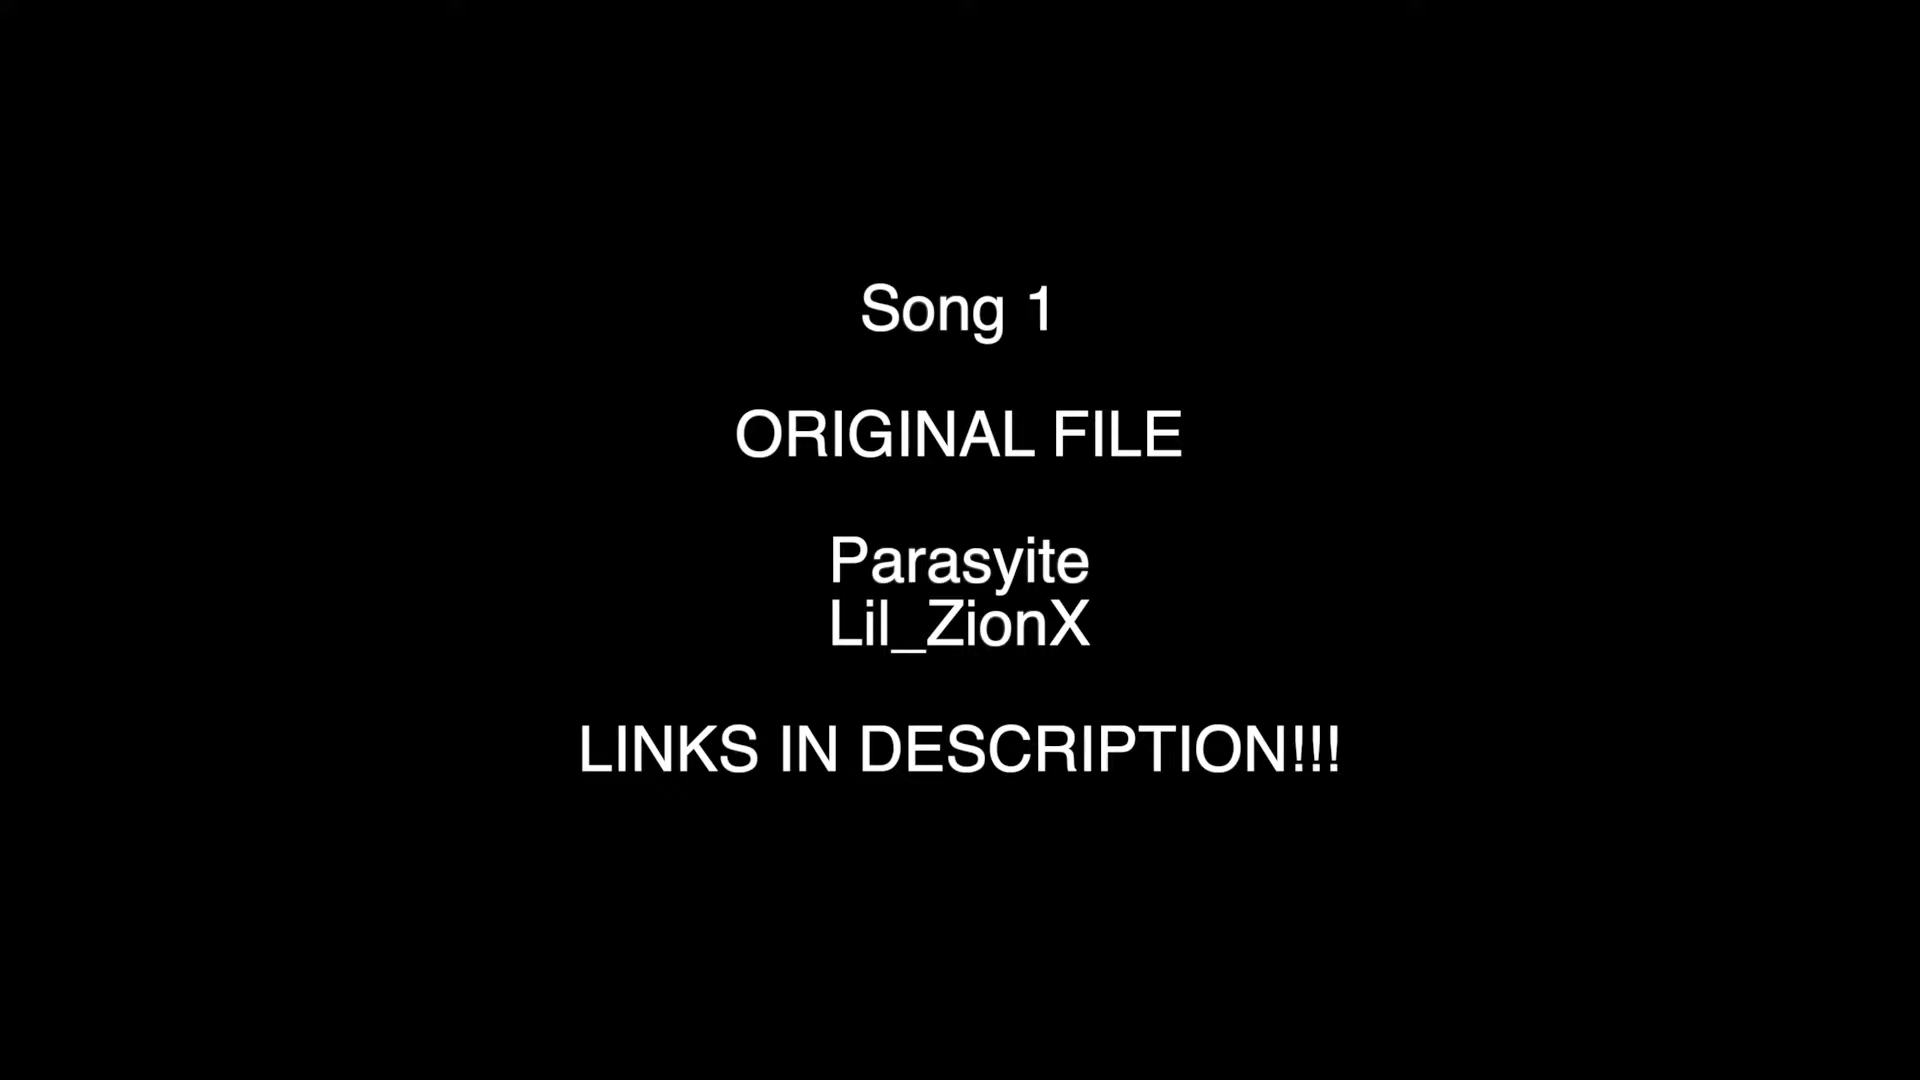 Song 1
ORIGINAL FILE
Parasyite
Lil_ZionX
LINKS IN DESCRIPTION!!!